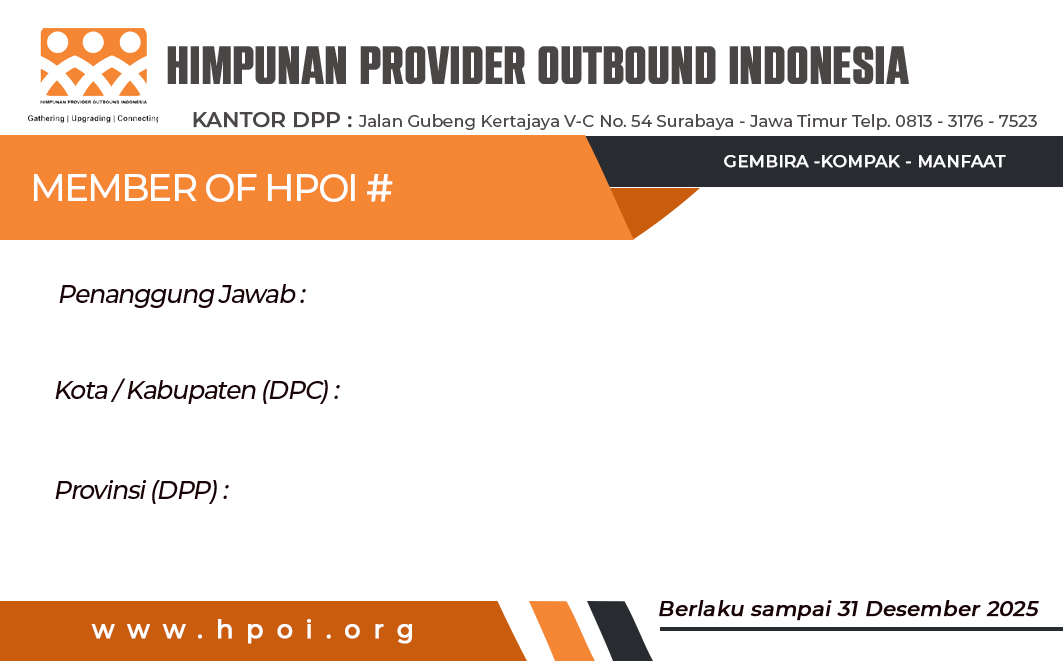 HIMPUNAN PROVIDER OUTBOUND INDONESIA
HIMPUNAN PROVIDER OUTBOUND INDONESIA
Gathering | Upgrading | Connecting
KANTOR DPP : Jalan Gubeng Kertajaya V-C No. 54 Surabaya - Jawa Timur Telp. 0813 - 3176 - 7523
GEMBIRA -KOMPAK - MANFAAT
MEMBER OF HPOI #
Penanggung Jawab :
Kota / Kabupaten (DPC) :
Provinsi (DPP) :
Berlaku sampai 31 Desember 2025
www.hpoi.org